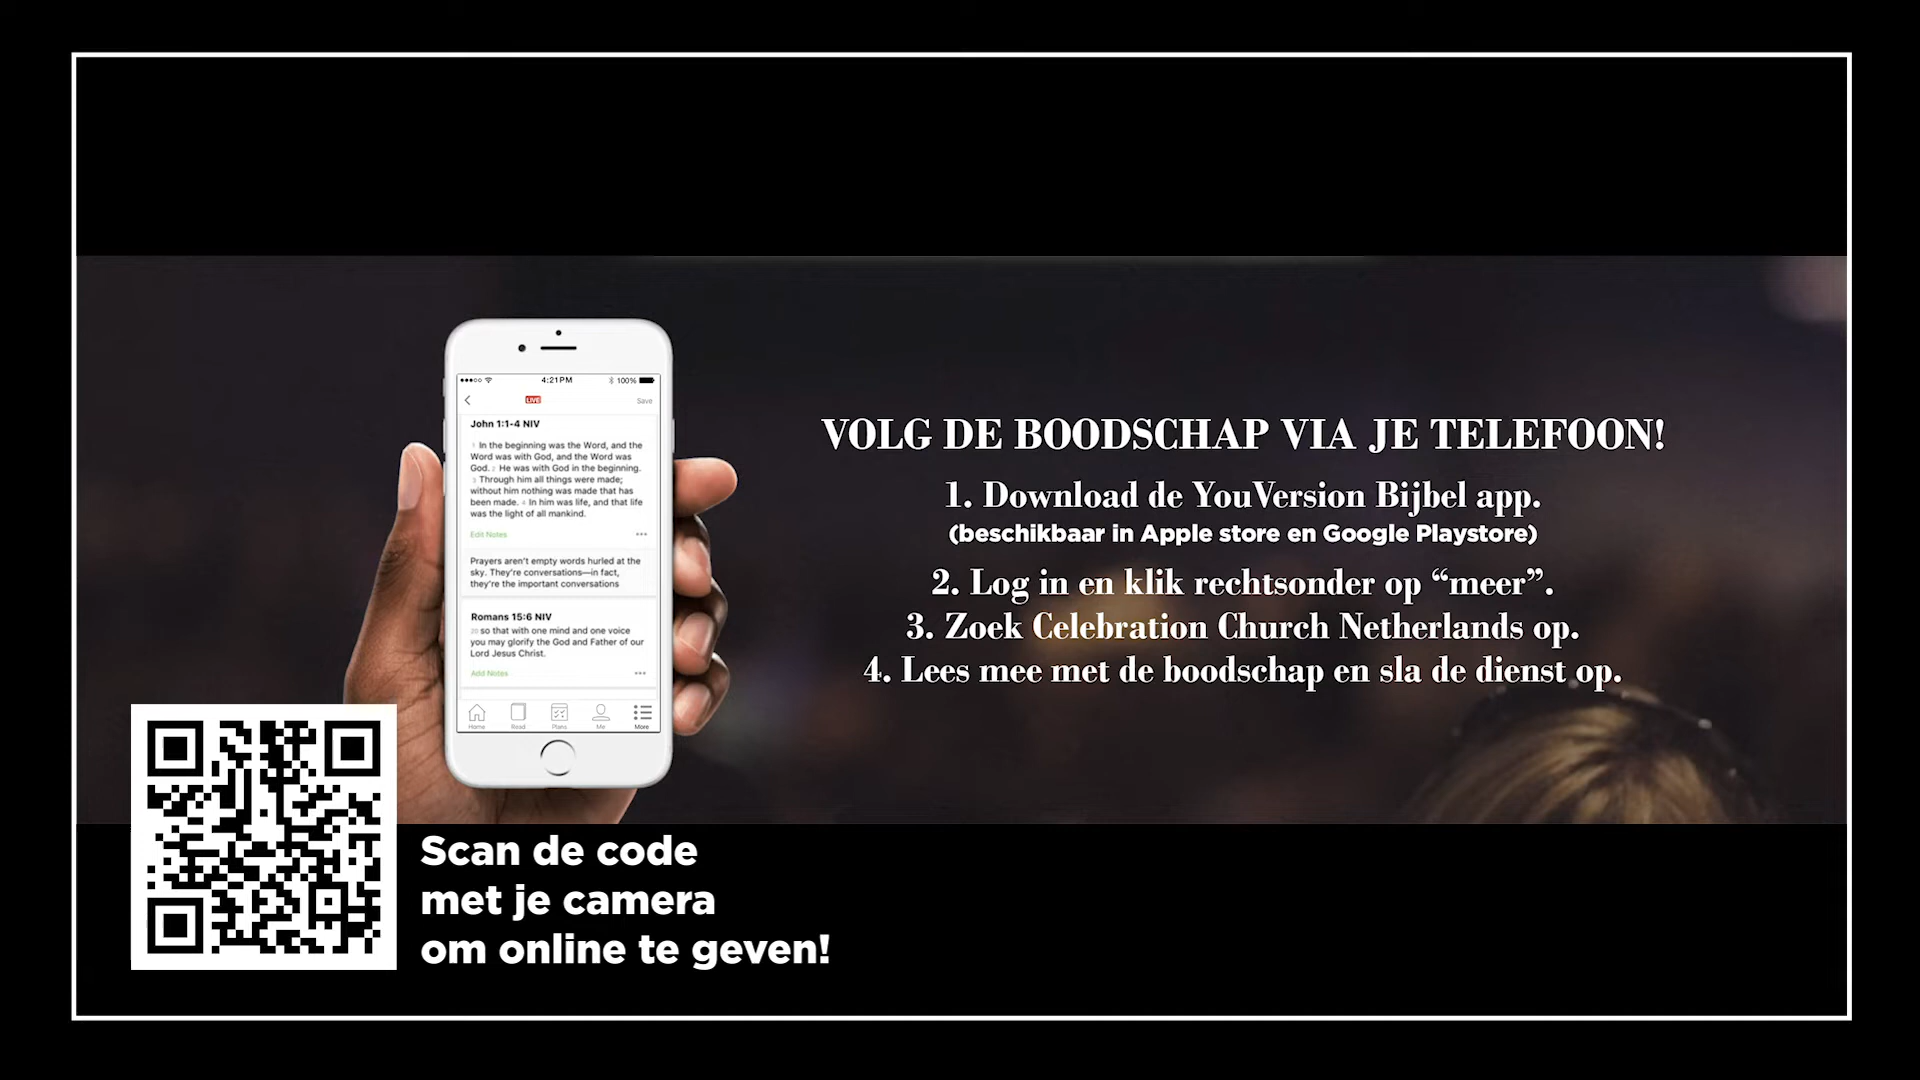 4:21PM
100%
LIVE
Save
John 1:1-4 NIV
1 In the beginning was the Word, and the
Word was with God, and the Word was
God. 2 He was with God in the beginning.
3 Through him all things were made;
without him nothing was made that has
been made. 4 In him was life, and that life
was the light of all mankind.
Edit Notes
Prayers aren't empty words hurled at the
sky. They're conversations—in fact,
they're the important conversations
Romans 15:6 NIV
so that with one mind and one voice
you may glorify the God and Father of our
Lord Jesus Christ.
Add Notes
Home Read Plans Me More
VOLG DE BOODSCHAP VIA JE TELEFOON!
1. Download de YouVersion Bijbel app.
(beschikbaar in Apple store en Google Playstore)
2. Log in en klik rechtsonder op “meer”.
3. Zoek Celebration Church Netherlands op.
4. Lees mee met de boodschap en sla de dienst op.
Scan de code
met je camera
om online te geven!